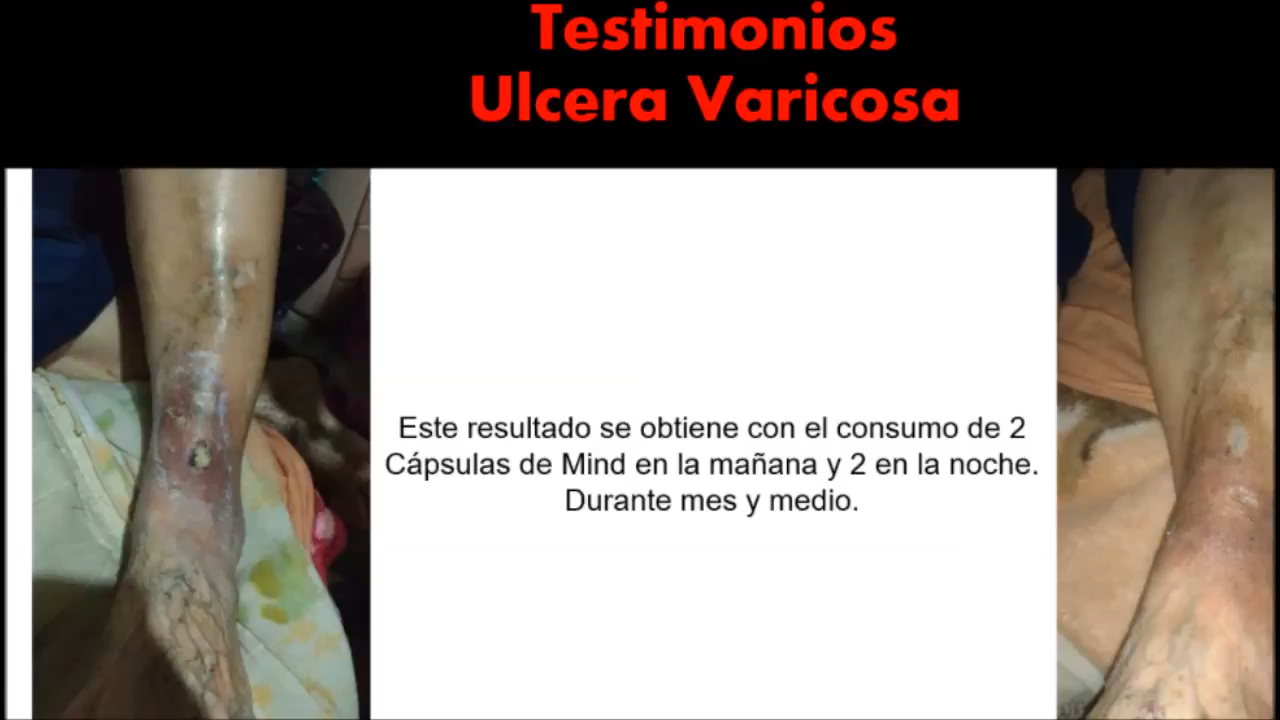 Testimonios
Ulcera Varicosa
Este resultado se obtiene con el consumo de 2
Cápsulas de Mind en la mañana y 2 en la noche.
Durante mes y medio.